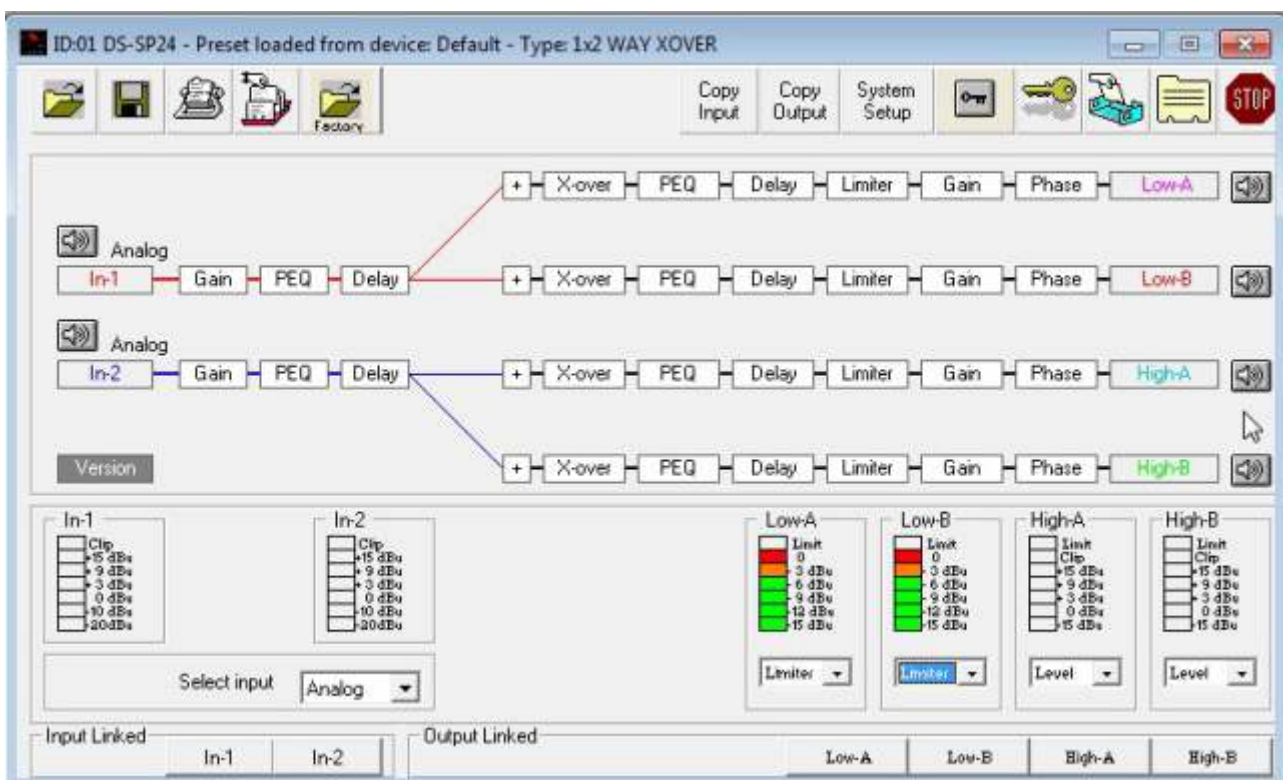 ID:01 DS-SP24 - Preset loaded from device: Default - Type: 1x2 WAY XOVER
Factory
Copy Input
Copy Output
System Setup
STOP
+ X-over PEQ Delay Limiter Gain Phase Low-A
Analog
In-1 Gain PEQ Delay + X-over PEQ Delay Limiter Gain Phase Low-B
Analog
In-2 Gain PEQ Delay + X-over PEQ Delay Limiter Gain Phase High-A
Version + X-over PEQ Delay Limiter Gain Phase High-B
In-1
Clip
+15 dBu
+ 9 dBu
+ 3 dBu
0 dBu
-10 dBu
-20dBu
In-2
Clip
+15 dBu
+ 9 dBu
+ 3 dBu
0 dBu
-10 dBu
-20dBu
Low-A
Limit
0
- 3 dBu
- 6 dBu
- 9 dBu
-12 dBu
-15 dBu
Limiter
Low-B
Limit
0
- 3 dBu
- 6 dBu
- 9 dBu
-12 dBu
-15 dBu
Limiter
High-A
Limit
Clip
+15 dBu
+ 9 dBu
+ 3 dBu
0 dBu
-15 dBu
Level
High-B
Limit
Clip
+15 dBu
+ 9 dBu
+ 3 dBu
0 dBu
-15 dBu
Level
Select input Analog
Input Linked
In-1 In-2
Output Linked
Low-A Low-B High-A High-B